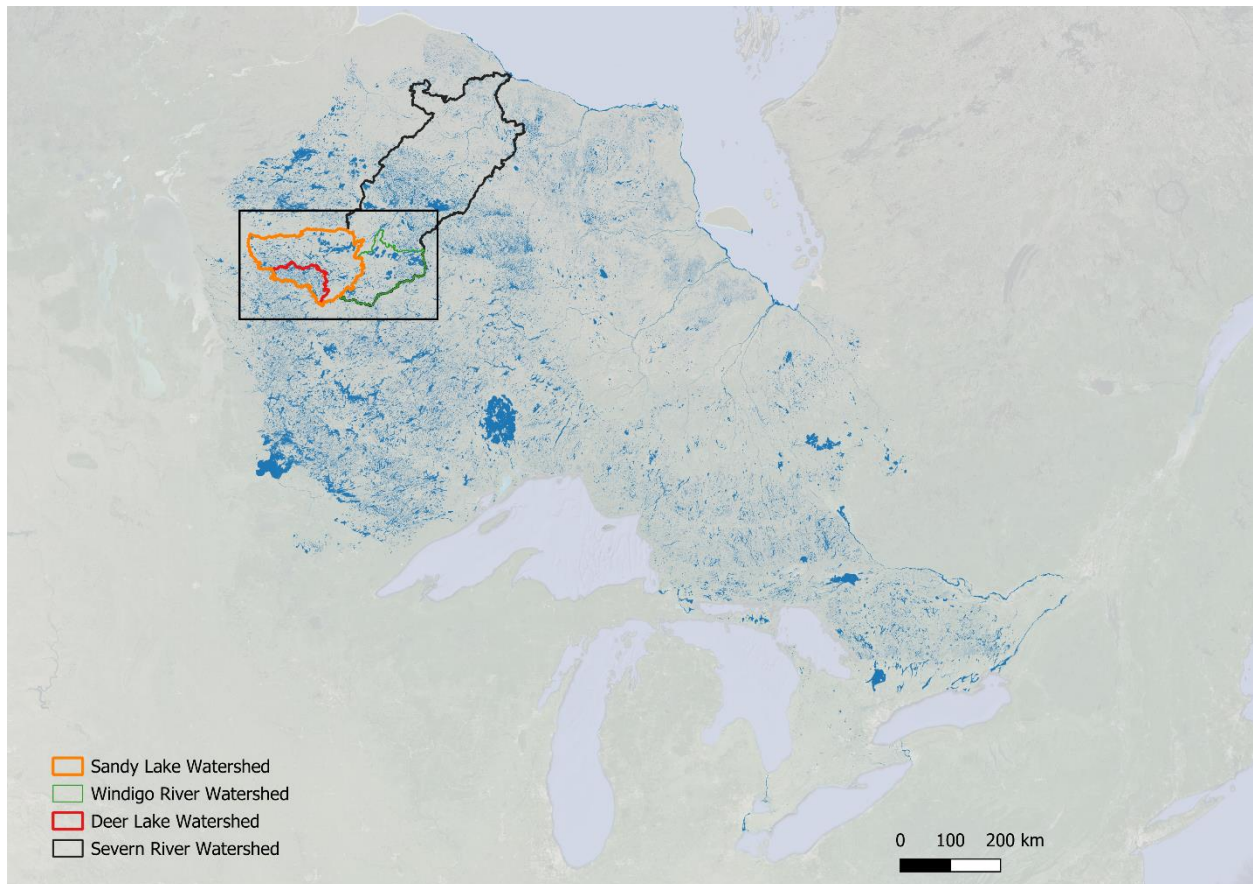 Sandy Lake Watershed
Windigo River Watershed
Deer Lake Watershed
Severn River Watershed
0 100 200 km